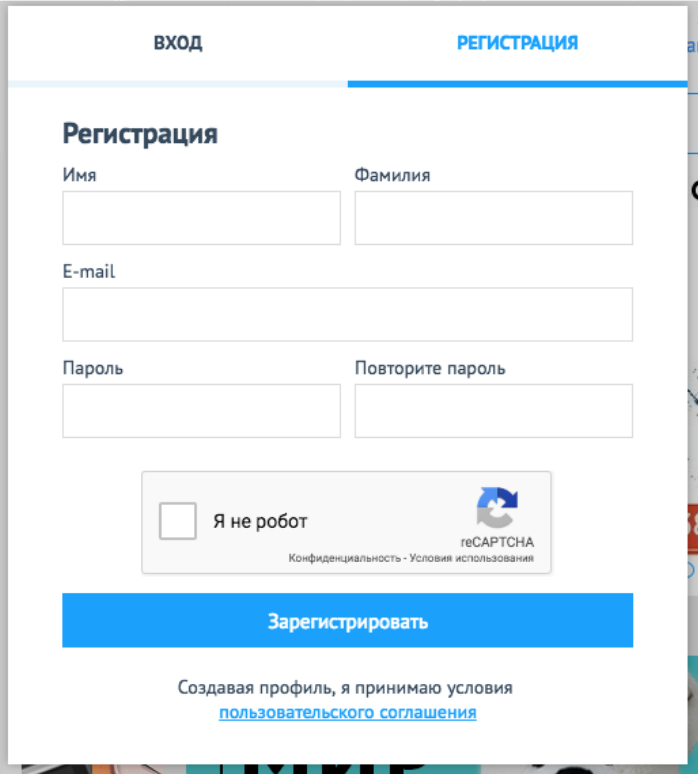 ВХОД
РЕГИСТРАЦИЯ
Регистрация
Имя
Фамилия
E-mail
Пароль
Повторите пароль
Я не робот
reCAPTCHA
Конфиденциальность - Условия использования
Зарегистрировать
Создавая профиль, я принимаю условия
пользовательского соглашения
МИР